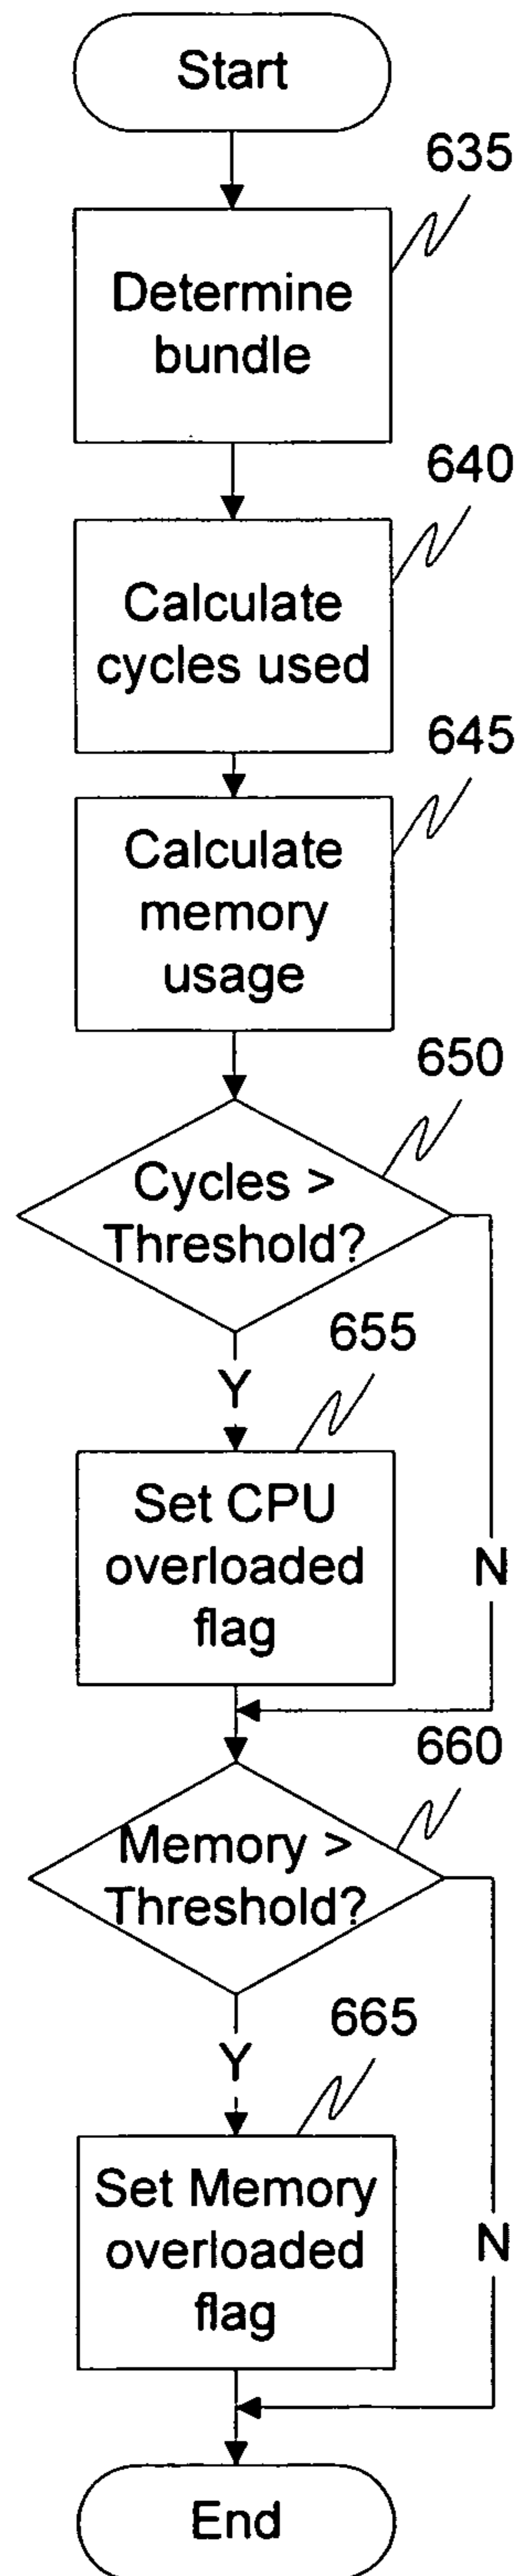 Start
635
Determine
bundle
640
Calculate
cycles used
645
Calculate
memory
usage
650
Cycles >
Threshold?
655
Y
Set CPU
overloaded
flag
N
660
Memory >
Threshold?
665
Y
Set Memory
overloaded
flag
N
End